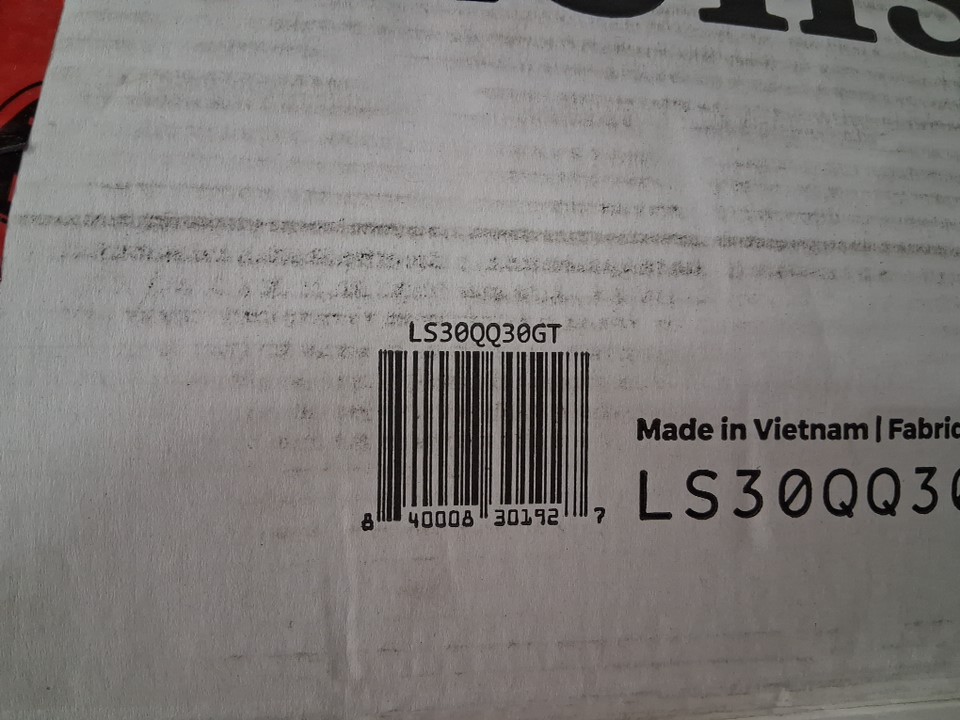 LS30QQ30GT
8 40008 30192 7
Made in Vietnam | Fabric
LS30QQ30